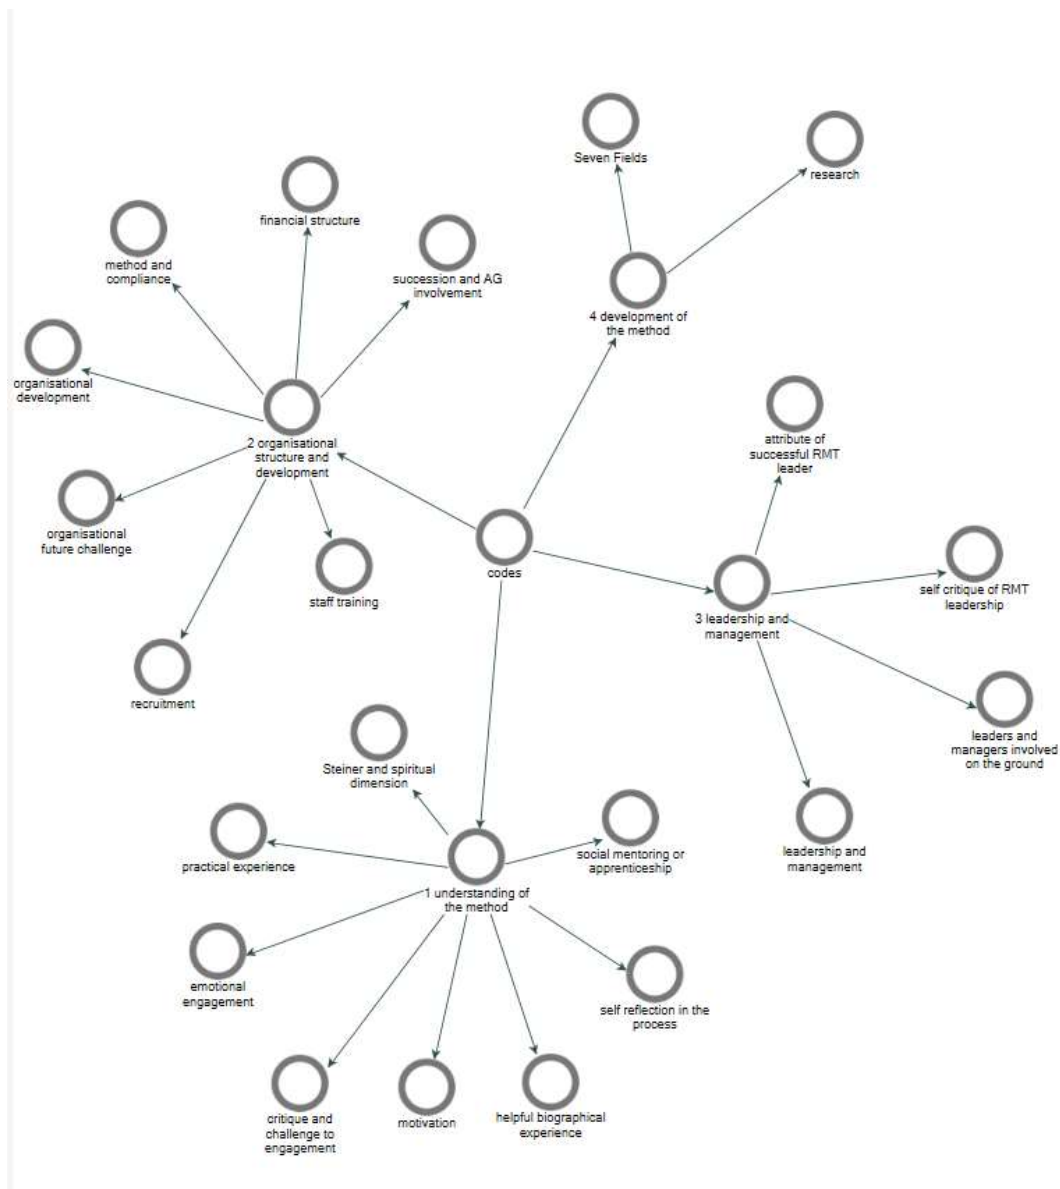 Seven Fields
research
financial structure
method and
compliance
succession and AG
involvement
4 development of
the method
organisational
development
attribute of
successful RMT
leader
2 organisational
structure and
development
organisational
future challenge
codes
self critique of RMT
leadership
staff training
3 leadership and
management
recruitment
leaders and
managers involved
on the ground
Steiner and spiritual
dimension
social mentoring or
apprenticeship
leadership and
management
practical experience
1 understanding of
the method
emotional
engagement
self reflection in the
process
critique and
challenge to
engagement
motivation
helpful biographical
experience